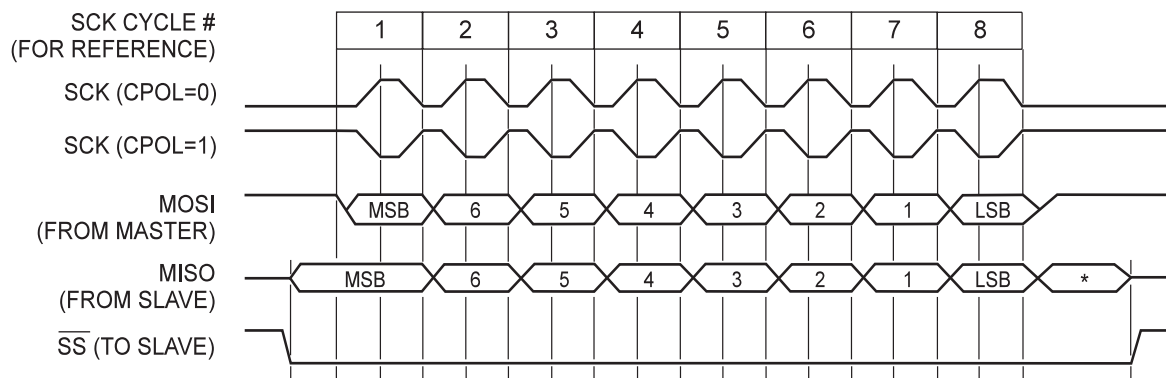 SCK CYCLE # 1 2 3 4 5 6 7 8
(FOR REFERENCE)
SCK (CPOL=0)
SCK (CPOL=1)
MOSI MSB 6 5 4 3 2 1 LSB
(FROM MASTER)
MISO MSB 6 5 4 3 2 1 LSB *
(FROM SLAVE)
SS (TO SLAVE)